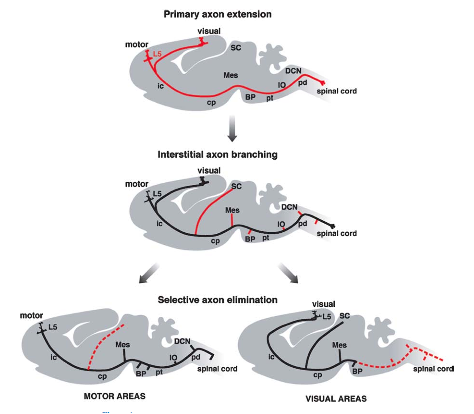 Primary axon extension
visual
motor
L5
SC
Mes
DCN
ic
IO
pd
cp
BP
pt
spinal cord
Interstitial axon branching
visual
motor
L5
SC
Mes
DCN
ic
IO
pd
cp
BP
pt
spinal cord
Selective axon elimination
motor
L5
Mes
DCN
ic
IO
pd
cp
BP
pt
spinal cord
MOTOR AREAS
visual
L5
SC
Mes
ic
cp
BP
spinal cord
VISUAL AREAS